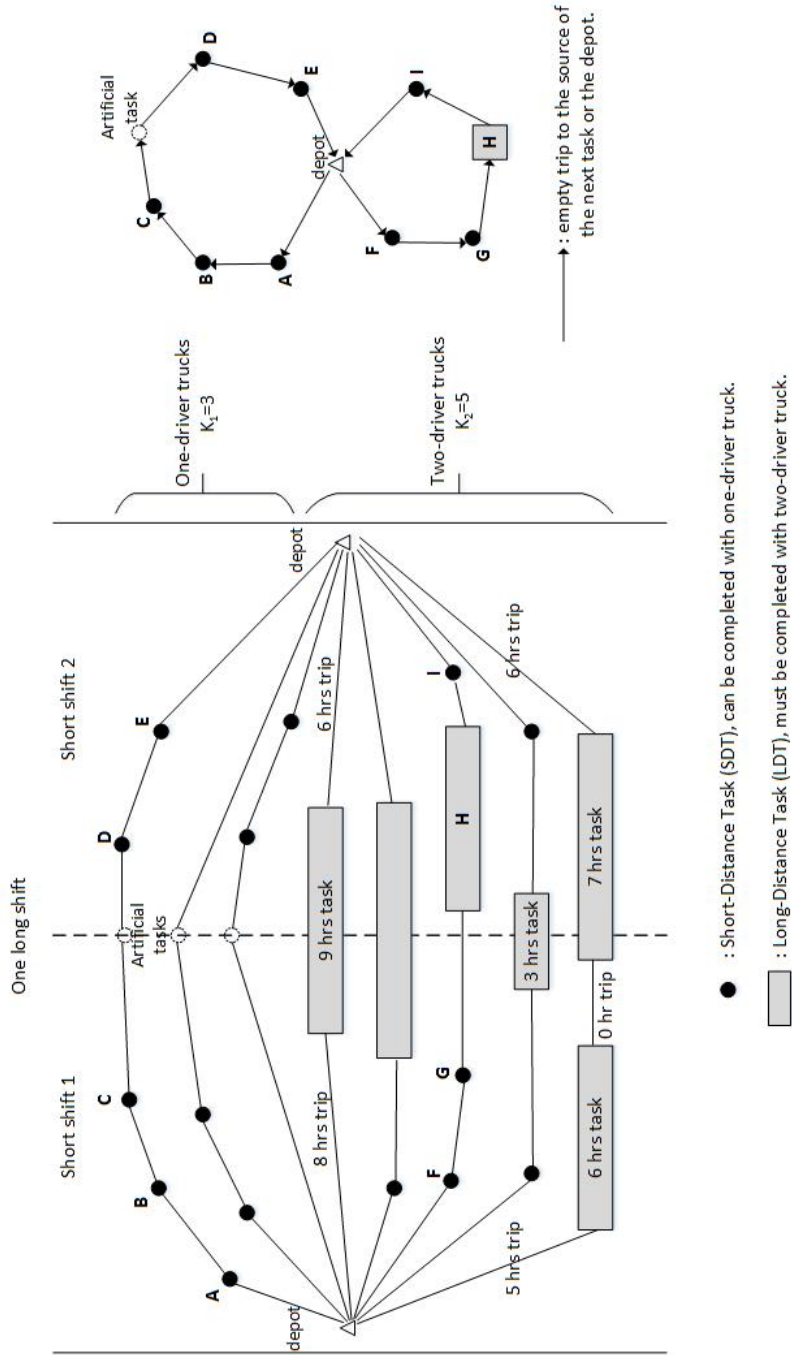 One long shift
Short shift 1
Short shift 2
A
B
C
D
E
Artificial
tasks
depot
depot
8 hrs trip
9 hrs task
6 hrs trip
F
G
H
I
3 hrs task
5 hrs trip
6 hrs task
0 hr trip
7 hrs task
6 hrs trip
One-driver trucks
K₁=3
Two-driver trucks
K₂=5
A
B
C
Artificial
task
D
E
depot
F
G
H
I
: empty trip to the source of
the next task or the depot.
: Short-Distance Task (SDT), can be completed with one-driver truck.
: Long-Distance Task (LDT), must be completed with two-driver truck.